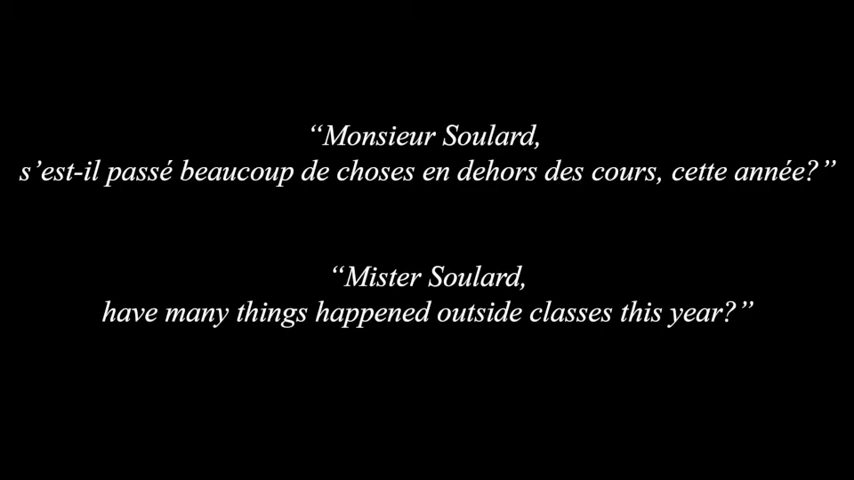 “Monsieur Soulard,
s’est-il passé beaucoup de choses en dehors des cours, cette année?”
“Mister Soulard,
have many things happened outside classes this year?”